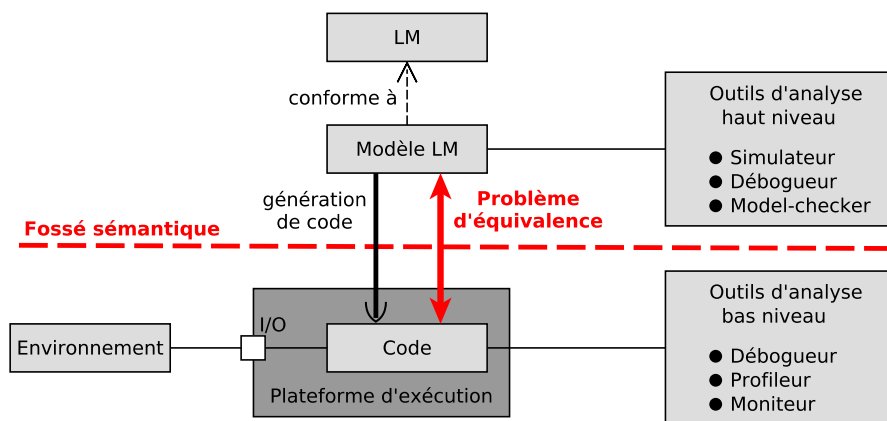 LM
conforme à
Modèle LM
Outils d'analyse
haut niveau
● Simulateur
● Débogueur
● Model-checker
génération
de code
Problème
d'équivalence
Fossé sémantique
Environnement
I/O
Code
Plateforme d'exécution
Outils d'analyse
bas niveau
● Débogueur
● Profileur
● Moniteur